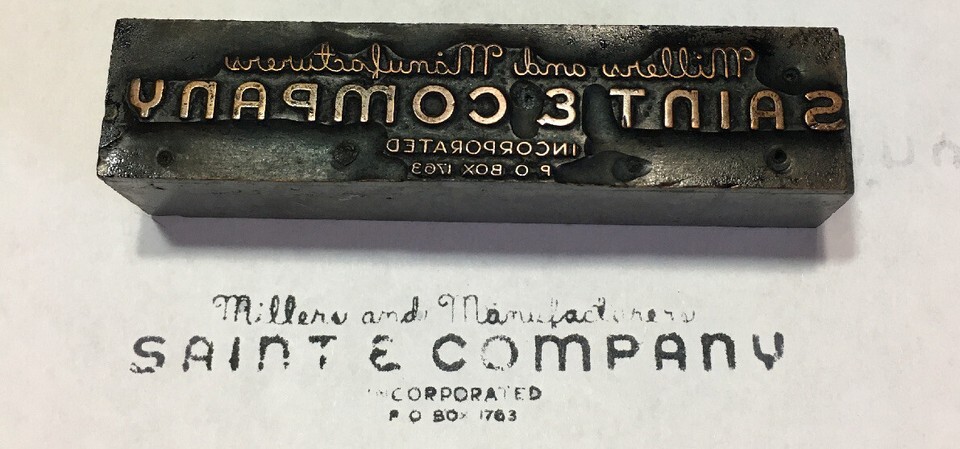 Millers and Manufacturers
SAINT & COMPANY
INCORPORATED
P O BOX 1763
Millers and Manufacturers
SAINT & COMPANY
INCORPORATED
P O BOX 1763